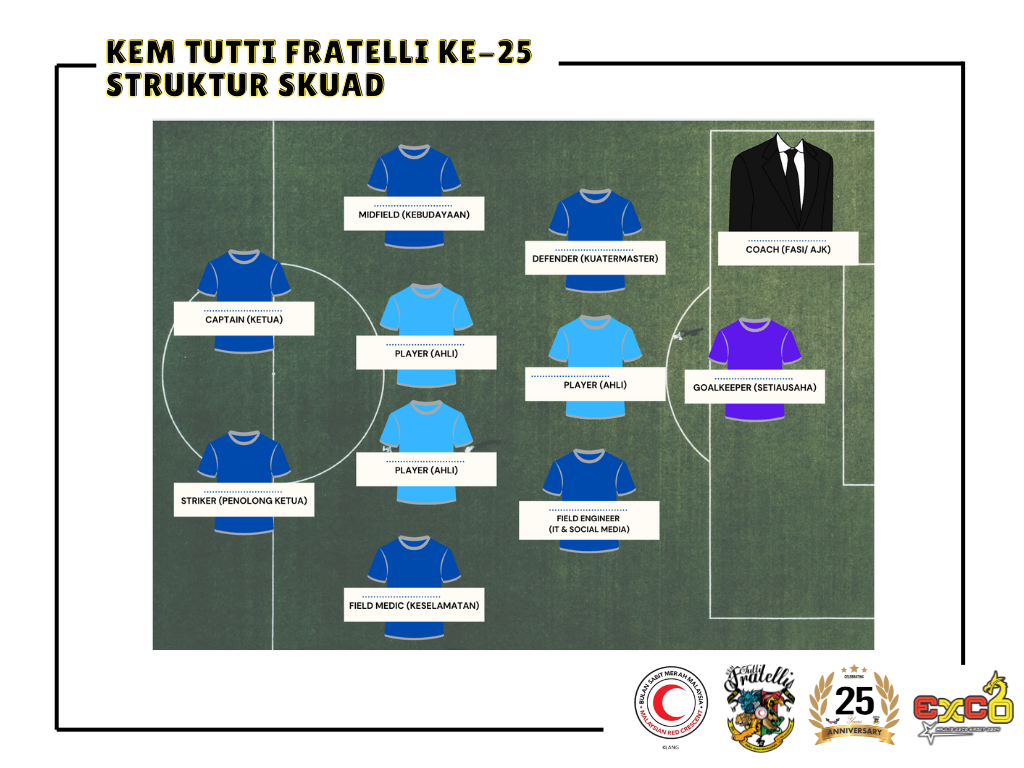 KEM TUTTI FRATELLI KE-25
STRUKTUR SKUAD
MIDFIELD (KEBUDAYAAN)
DEFENDER (KUATERMASTER)
COACH (FASI/ AJK)
CAPTAIN (KETUA)
PLAYER (AHLI)
PLAYER (AHLI)
GOALKEEPER (SETIAUSAHA)
PLAYER (AHLI)
STRIKER (PENOLONG KETUA)
FIELD ENGINEER
(IT & SOCIAL MEDIA)
FIELD MEDIC (KESELAMATAN)
BULAN SABIT MERAH MALAYSIA
MALAYSIAN RED CRESCENT
KLANG
Tutti
Fratellis
CELEBRATING
25
Years
ANNIVERSARY
EXCO